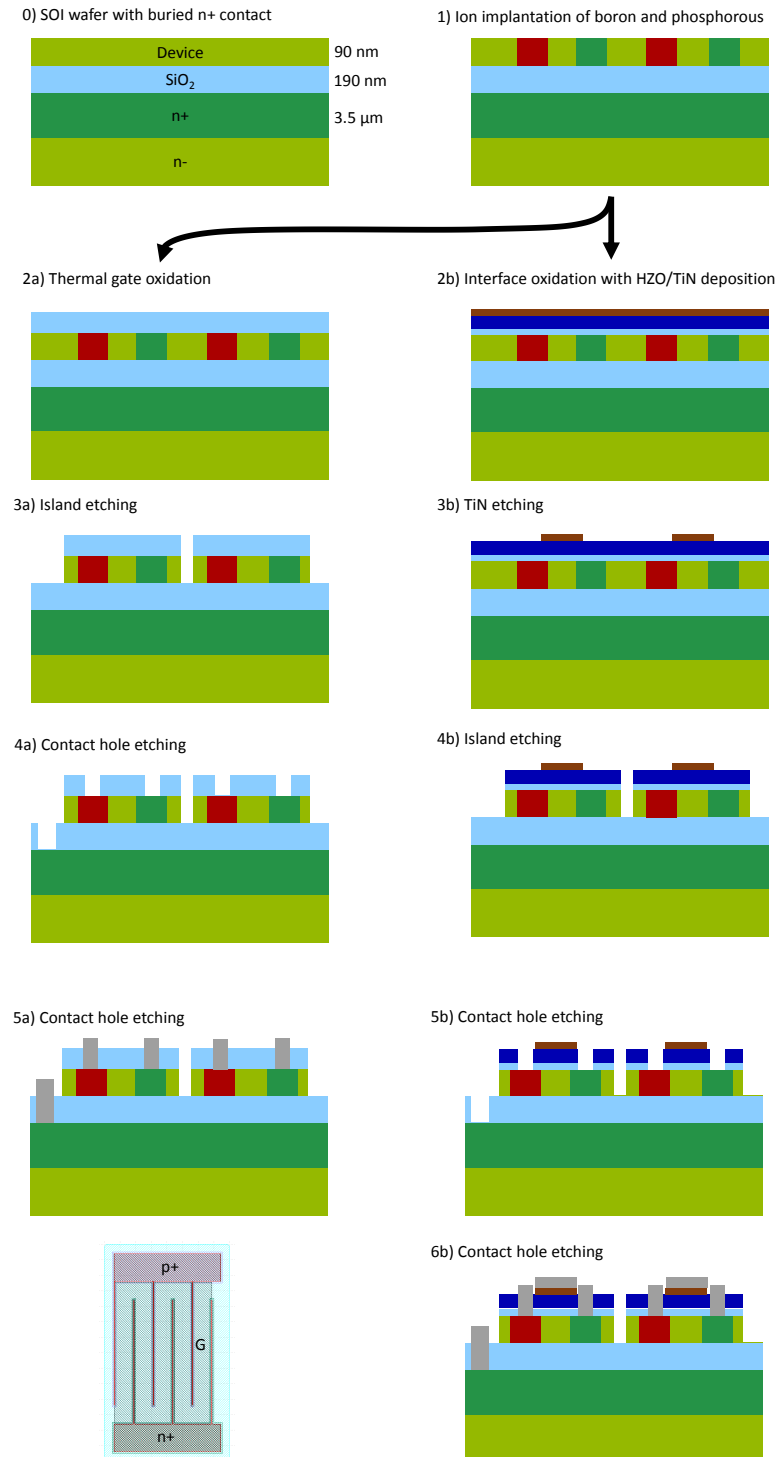 0) SOI wafer with buried n+ contact
Device
90 nm
SiO₂
190 nm
n+
3.5 µm
n-
1) Ion implantation of boron and phosphorous
2a) Thermal gate oxidation
2b) Interface oxidation with HZO/TiN deposition
3a) Island etching
3b) TiN etching
4a) Contact hole etching
4b) Island etching
5a) Contact hole etching
5b) Contact hole etching
p+
G
n+
6b) Contact hole etching